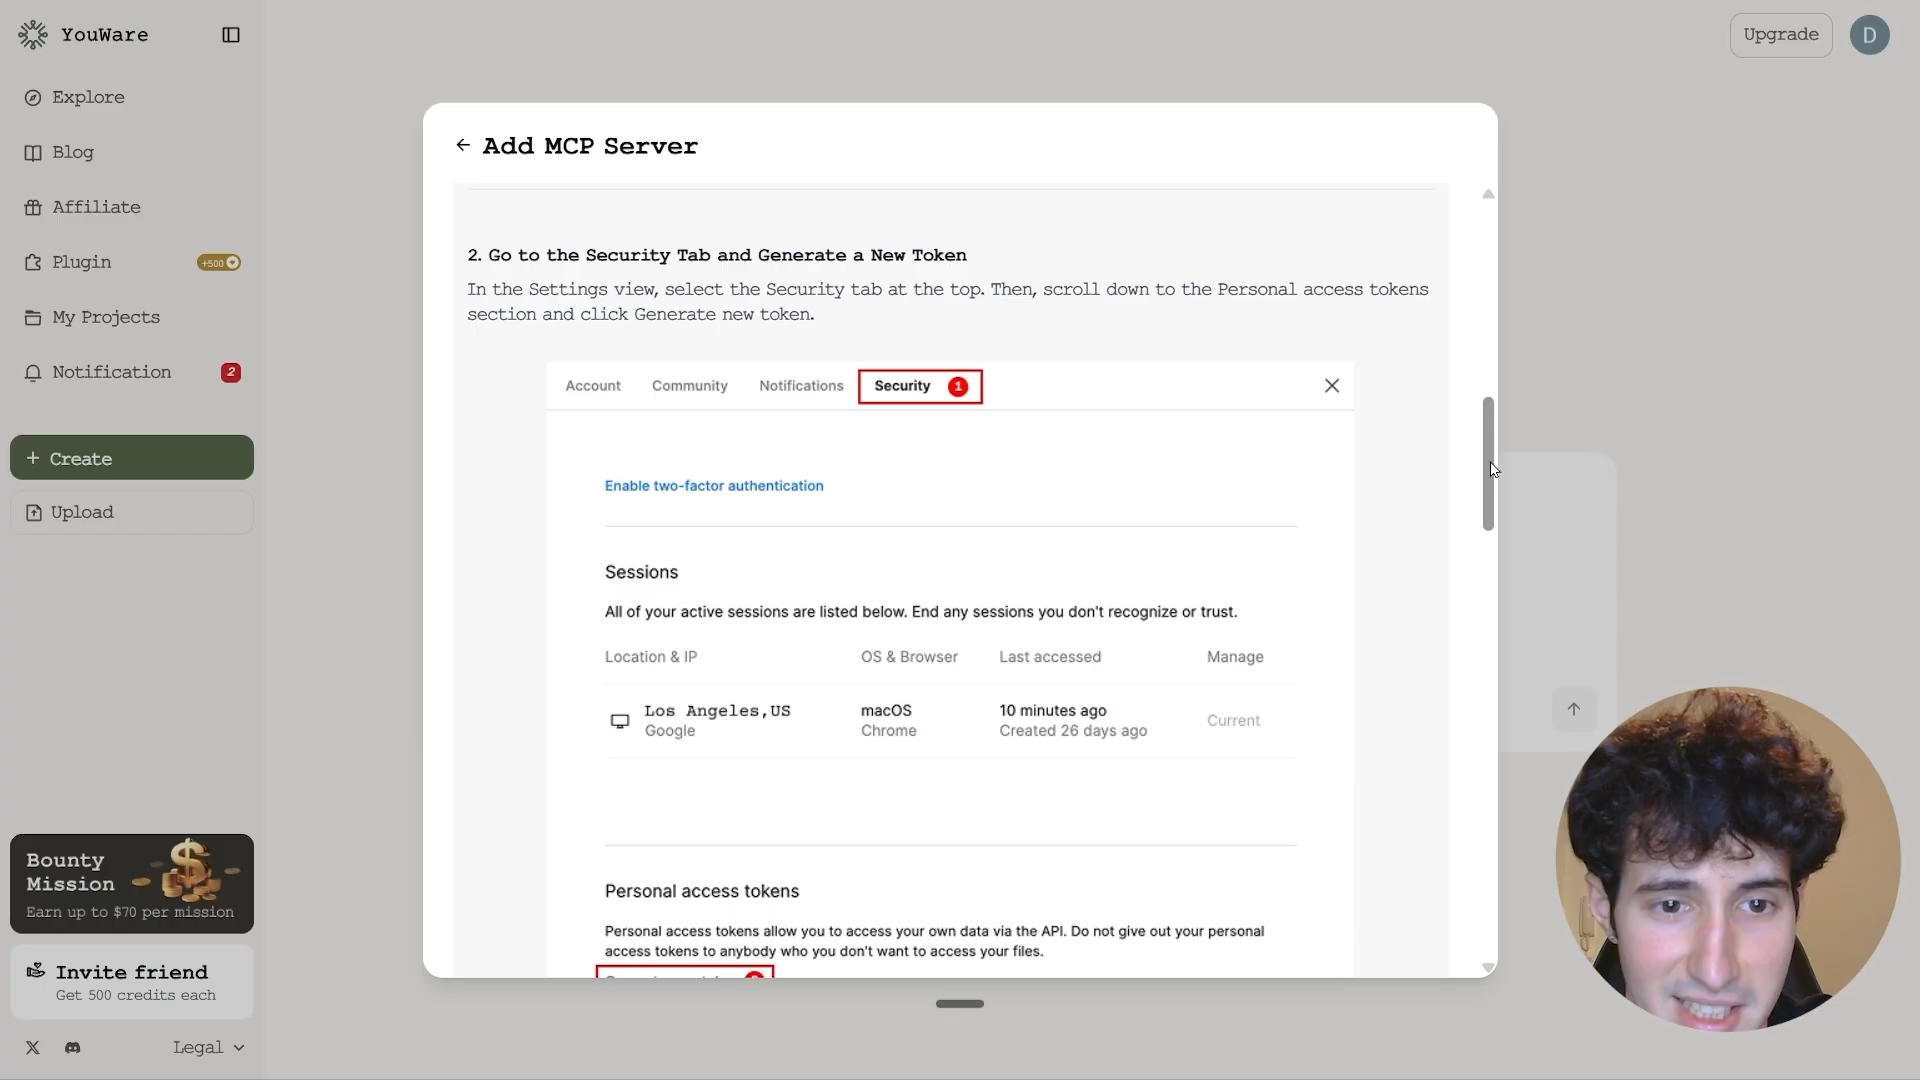 YouWare
Explore
Blog
Affiliate
Plugin
+500
My Projects
Notification
2
+ Create
Upload
Bounty
Mission
Earn up to $70 per mission
Invite friend
Get 500 credits each
Legal
Upgrade
D
← Add MCP Server
2. Go to the Security Tab and Generate a New Token
In the Settings view, select the Security tab at the top. Then, scroll down to the Personal access tokens
section and click Generate new token.
Account Community Notifications Security 1
Enable two-factor authentication
Sessions
All of your active sessions are listed below. End any sessions you don't recognize or trust.
Location & IP OS & Browser Last accessed Manage
Los Angeles,US macOS 10 minutes ago Current
Google Chrome Created 26 days ago
Personal access tokens
Personal access tokens allow you to access your own data via the API. Do not give out your personal
access tokens to anybody who you don't want to access your files.